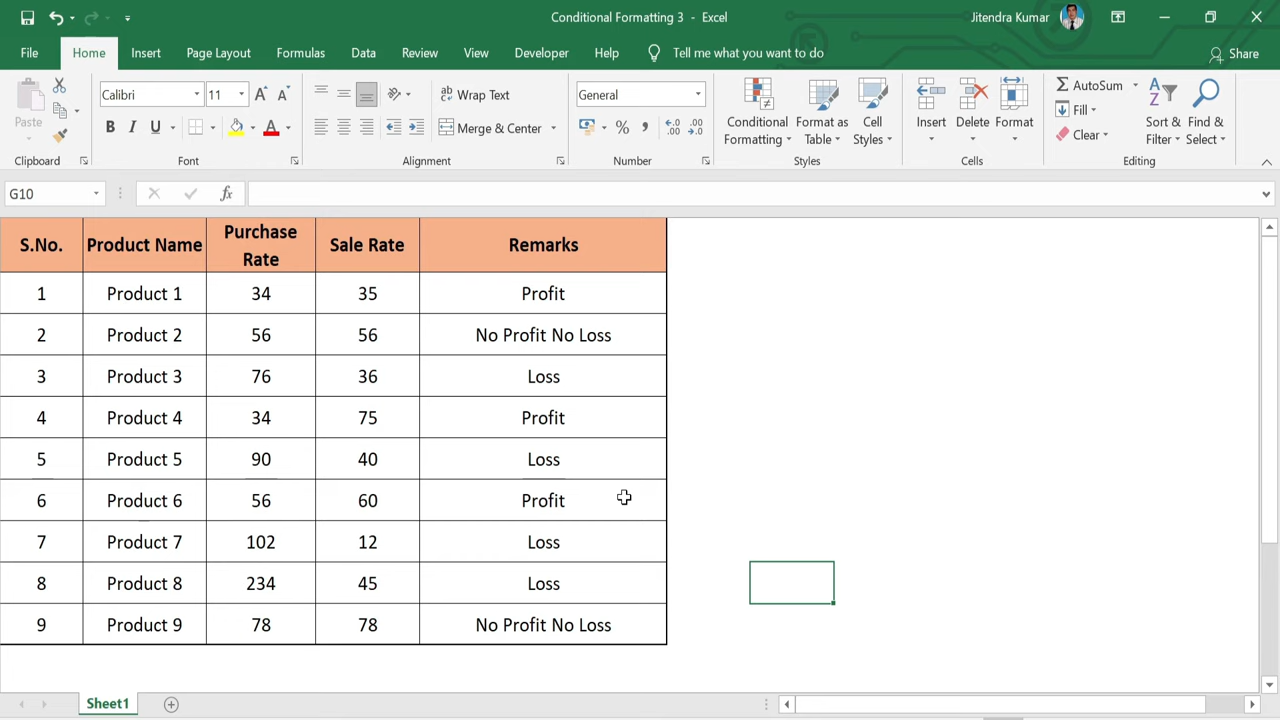 Conditional Formatting 3 - Excel
Jitendra Kumar
File Home Insert Page Layout Formulas Data Review View Developer Help Tell me what you want to do Share
Paste
Calibri 11
B I U
Wrap Text
Merge & Center
General
% ,
Conditional Formatting
Format as Table
Cell Styles
Insert Delete Format
AutoSum
Fill
Clear
Sort & Filter
Find & Select
Clipboard Font Alignment Number Styles Cells Editing
G10 fx
S.No. Product Name Purchase Rate Sale Rate Remarks
1 Product 1 34 35 Profit
2 Product 2 56 56 No Profit No Loss
3 Product 3 76 36 Loss
4 Product 4 34 75 Profit
5 Product 5 90 40 Loss
6 Product 6 56 60 Profit
7 Product 7 102 12 Loss
8 Product 8 234 45 Loss
9 Product 9 78 78 No Profit No Loss
Sheet1